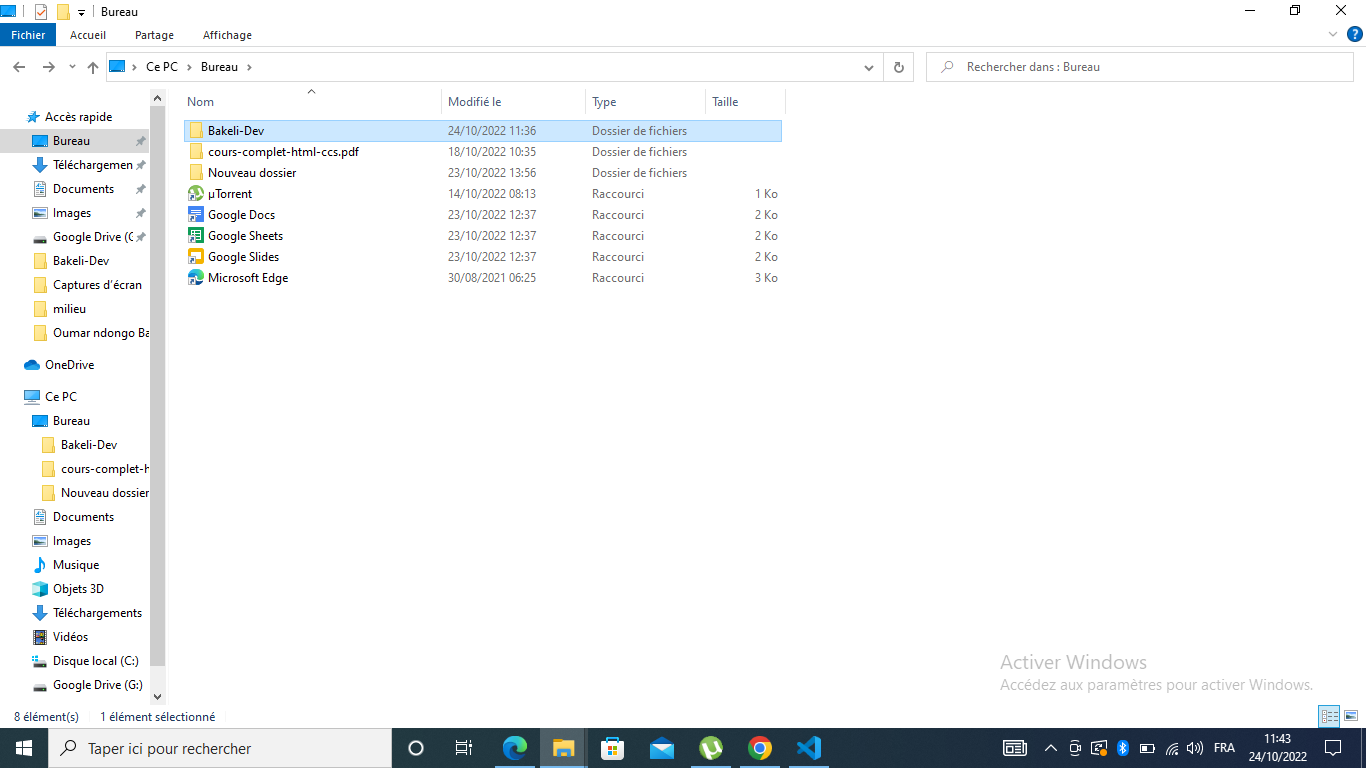 Bureau
Fichier Accueil Partage Affichage
Ce PC Bureau
Rechercher dans : Bureau
Nom Modifié le Type Taille
Bakeli-Dev 24/10/2022 11:36 Dossier de fichiers
cours-complet-html-ccs.pdf 18/10/2022 10:35 Dossier de fichiers
Nouveau dossier 23/10/2022 13:56 Dossier de fichiers
µTorrent 14/10/2022 08:13 Raccourci 1 Ko
Google Docs 23/10/2022 12:37 Raccourci 2 Ko
Google Sheets 23/10/2022 12:37 Raccourci 2 Ko
Google Slides 23/10/2022 12:37 Raccourci 2 Ko
Microsoft Edge 30/08/2021 06:25 Raccourci 3 Ko
Accès rapide
Bureau
Téléchargemen
Documents
Images
Google Drive (G
Bakeli-Dev
Captures d'écran
milieu
Oumar ndongo Ba
OneDrive
Ce PC
Bureau
Bakeli-Dev
cours-complet-h
Nouveau dossier
Documents
Images
Musique
Objets 3D
Téléchargements
Vidéos
Disque local (C:)
Google Drive (G:)
Activer Windows
Accédez aux paramètres pour activer Windows.
8 élément(s) 1 élément sélectionné
Taper ici pour rechercher
FRA
11:43
24/10/2022